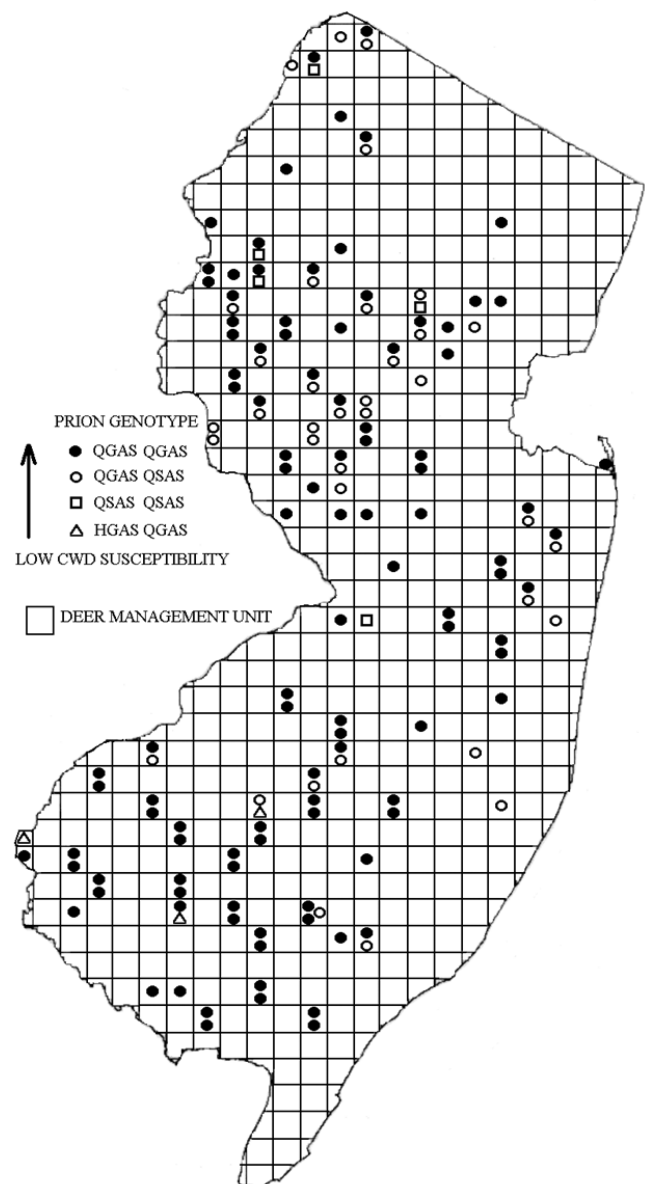 PRION GENOTYPE
QGAS QGAS
QGAS QSAS
QSAS QSAS
HGAS QGAS
LOW CWD SUSCEPTIBILITY
DEER MANAGEMENT UNIT